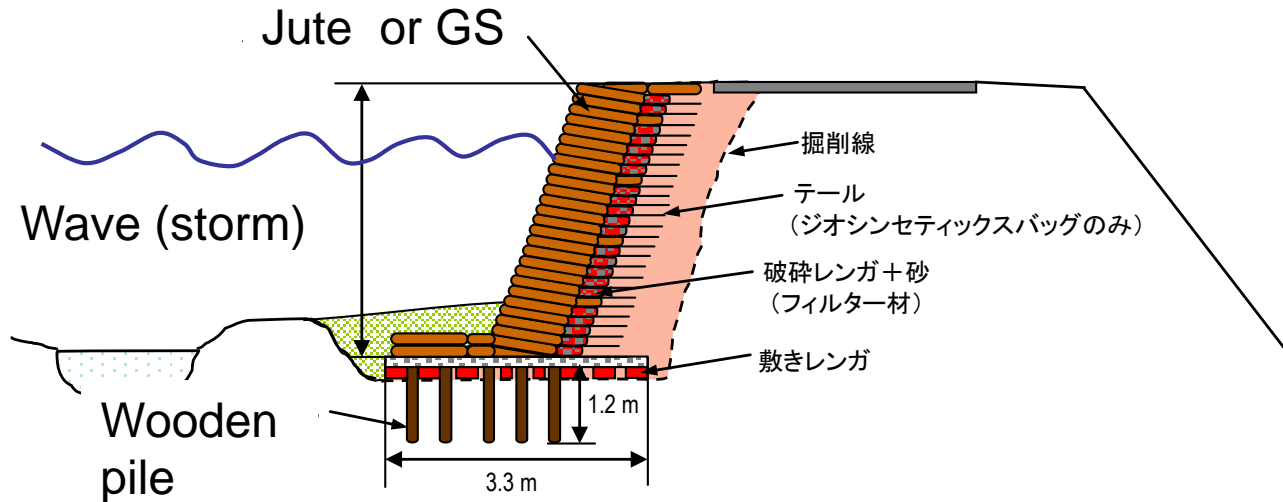 Jute or GS
掘削線
テール
（ジオシンセティックスバッグのみ）
Wave (storm)
破砕レンガ＋砂
（フィルター材）
敷きレンガ
1.2 m
Wooden
pile
3.3 m